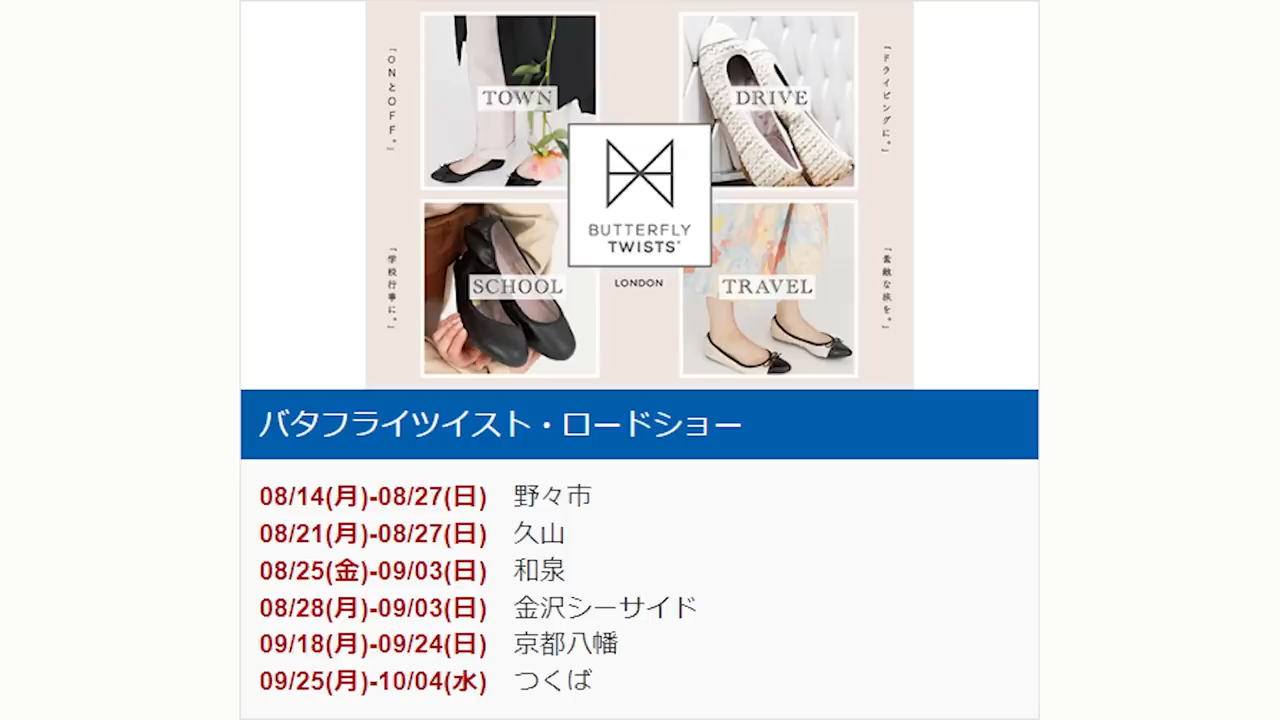 「ONとOFF。」
TOWN
DRIVE
「ドライビングに。」
BUTTERFLY
TWISTS
LONDON
「学校行事に。」
SCHOOL
TRAVEL
「素敵な旅を。」
バタフライツイスト・ロードショー
08/14(月)-08/27(日) 野々市
08/21(月)-08/27(日) 久山
08/25(金)-09/03(日) 和泉
08/28(月)-09/03(日) 金沢シーサイド
09/18(月)-09/24(日) 京都八幡
09/25(月)-10/04(水) つくば